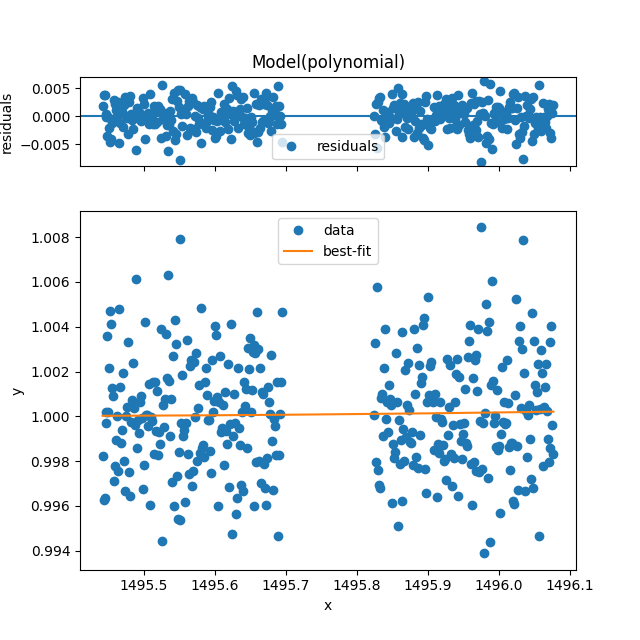 Model(polynomial)
residuals
0.005
0.000
−0.005
residuals
y
1.008
1.006
1.004
1.002
1.000
0.998
0.996
0.994
data
best-fit
1495.5 1495.6 1495.7 1495.8 1495.9 1496.0 1496.1
x